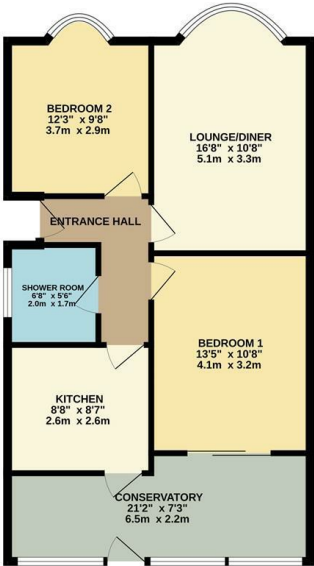 BEDROOM 2
12'3" x 9'8"
3.7m x 2.9m
LOUNGE/DINER
16'8" x 10'8"
5.1m x 3.3m
ENTRANCE HALL
SHOWER ROOM
6'8" x 5'6"
2.0m x 1.7m
BEDROOM 1
13'5" x 10'8"
4.1m x 3.2m
KITCHEN
8'8" x 8'7"
2.6m x 2.6m
CONSERVATORY
21'2" x 7'3"
6.5m x 2.2m